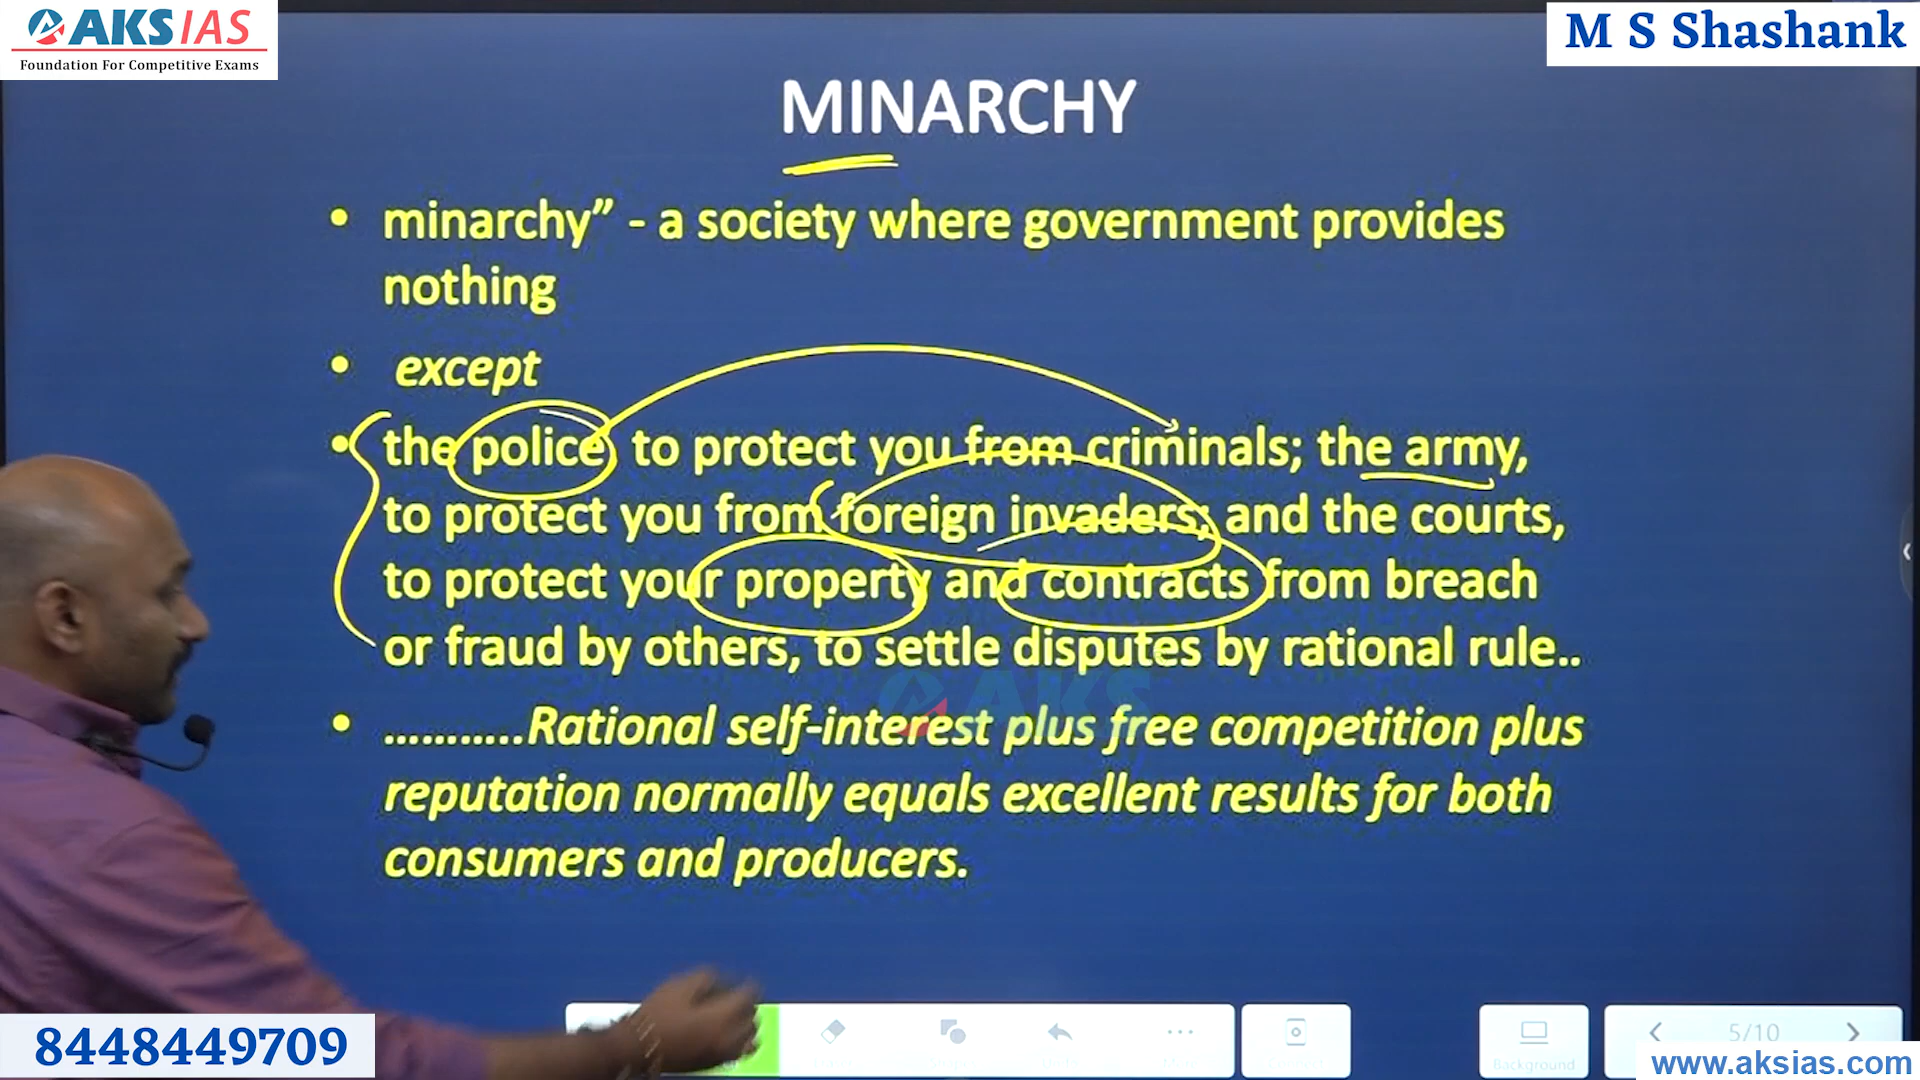 AKS IAS
Foundation For Competitive Exams
M S Shashank
MINARCHY
• minarchy” - a society where government provides
nothing
• except
• the police to protect you from criminals; the army,
to protect you from foreign invaders; and the courts,
to protect your property and contracts from breach
or fraud by others, to settle disputes by rational rule..
• ...........Rational self-interest plus free competition plus
reputation normally equals excellent results for both
consumers and producers.
AKS
8448449709
Background
5/10
www.aksias.com